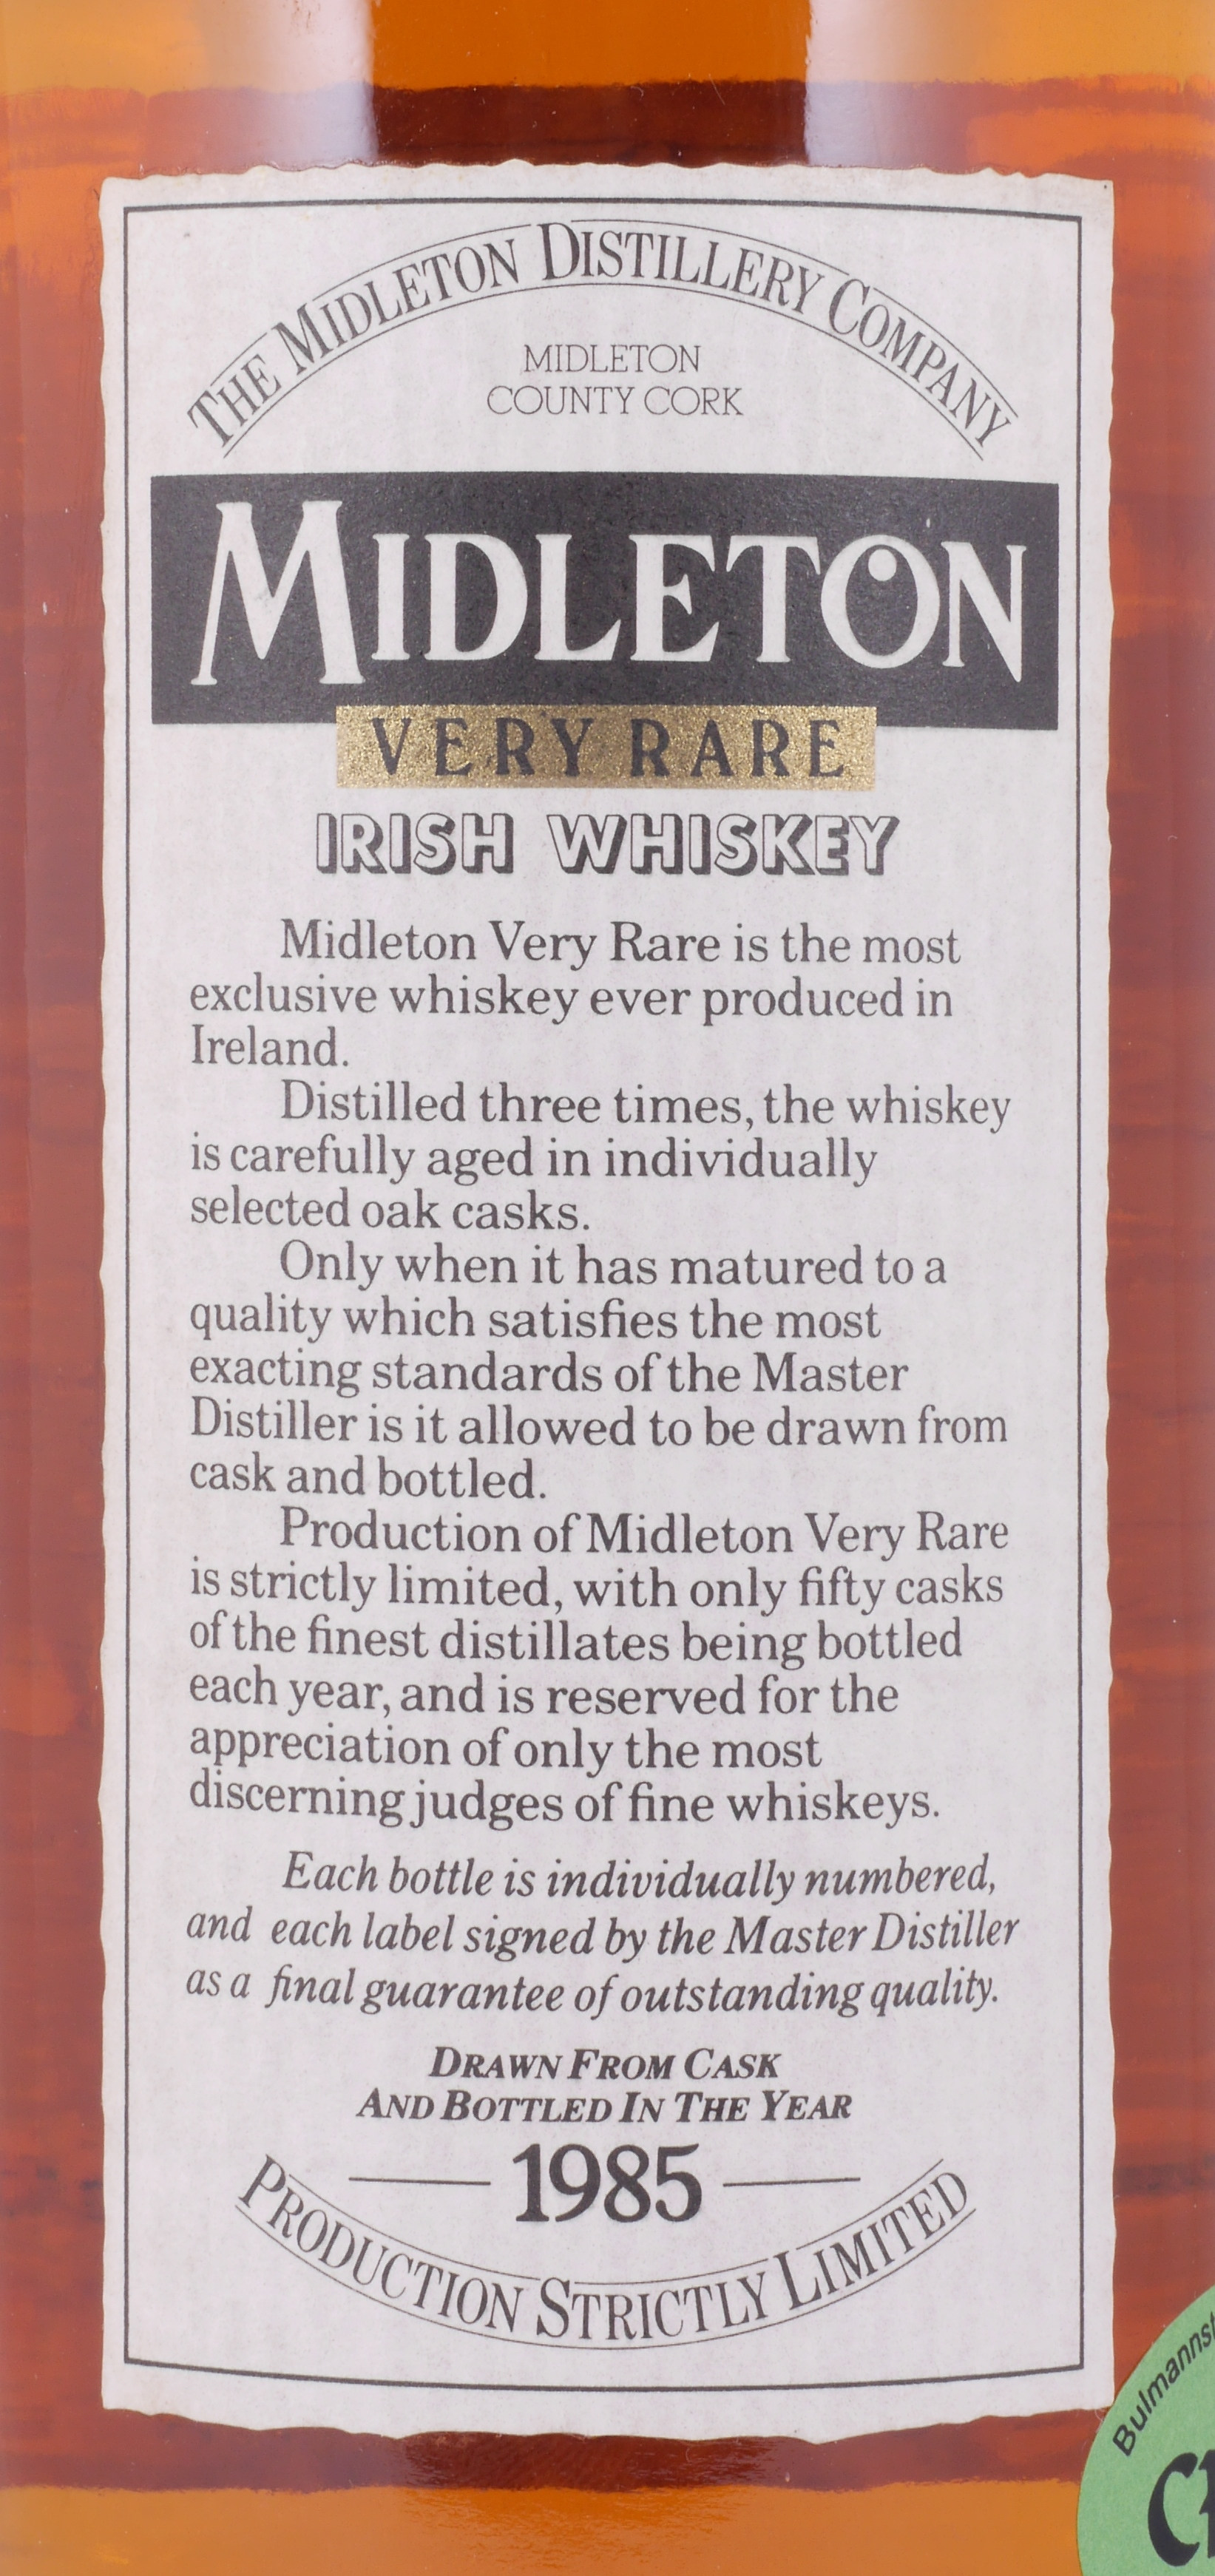 THE MIDLETON DISTILLERY COMPANY
MIDLETON
COUNTY CORK
MIDLETON
VERY RARE
IRISH WHISKEY
Midleton Very Rare is the most
exclusive whiskey ever produced in
Ireland.
Distilled three times, the whiskey
is carefully aged in individually
selected oak casks.
Only when it has matured to a
quality which satisfies the most
exacting standards of the Master
Distiller is it allowed to be drawn from
cask and bottled.
Production of Midleton Very Rare
is strictly limited, with only fifty casks
of the finest distillates being bottled
each year, and is reserved for the
appreciation of only the most
discerning judges of fine whiskeys.
Each bottle is individually numbered,
and each label signed by the Master Distiller
as a final guarantee of outstanding quality.
DRAWN FROM CASK
AND BOTTLED IN THE YEAR
1985
PRODUCTION STRICTLY LIMITED